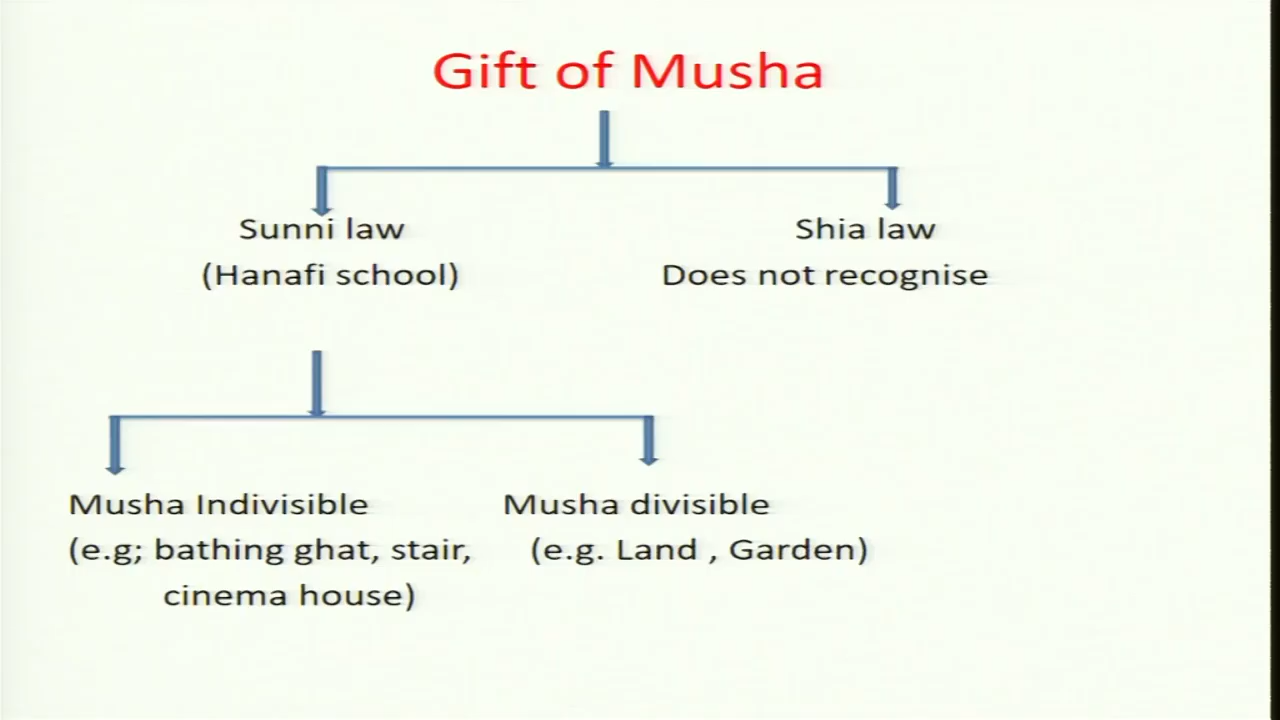 Gift of Musha
Sunni law
(Hanafi school)
Shia law
Does not recognise
Musha Indivisible
(e.g; bathing ghat, stair,
cinema house)
Musha divisible
(e.g. Land , Garden)